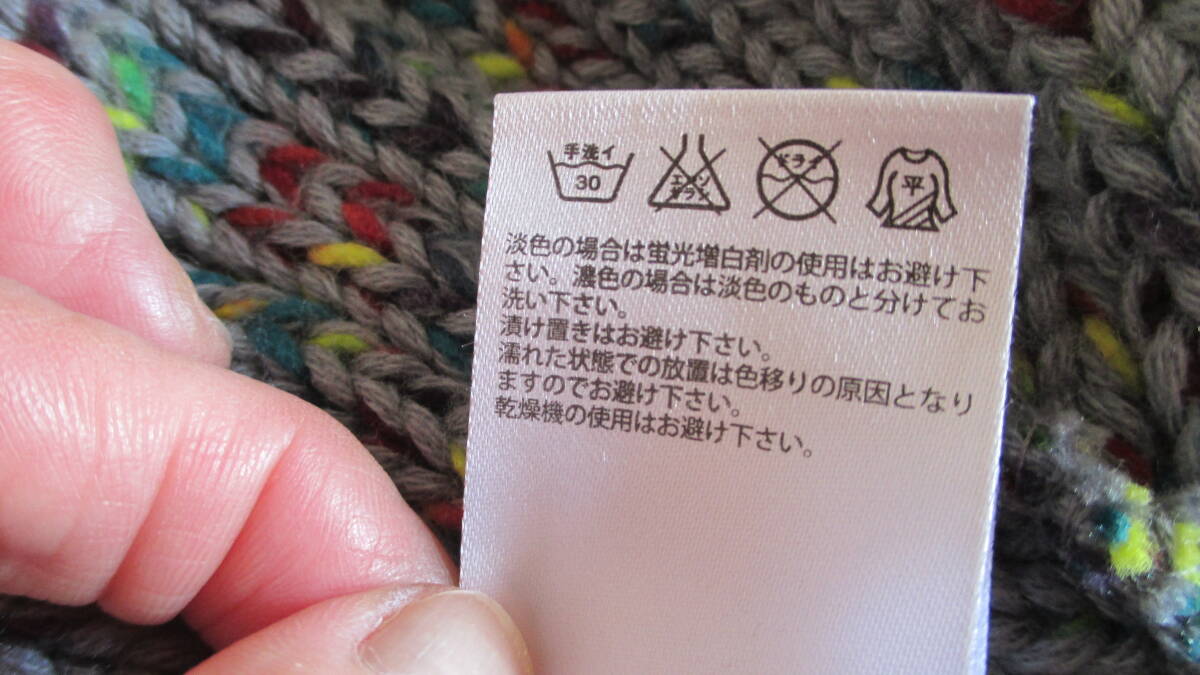 手洗イ 30 エンソサラシ ドライ 平
淡色の場合は蛍光増白剤の使用はお避け下
さい。濃色の場合は淡色のものと分けてお
洗い下さい。
漬け置きはお避け下さい。
濡れた状態での放置は色移りの原因となり
ますのでお避け下さい。
乾燥機の使用はお避け下さい。